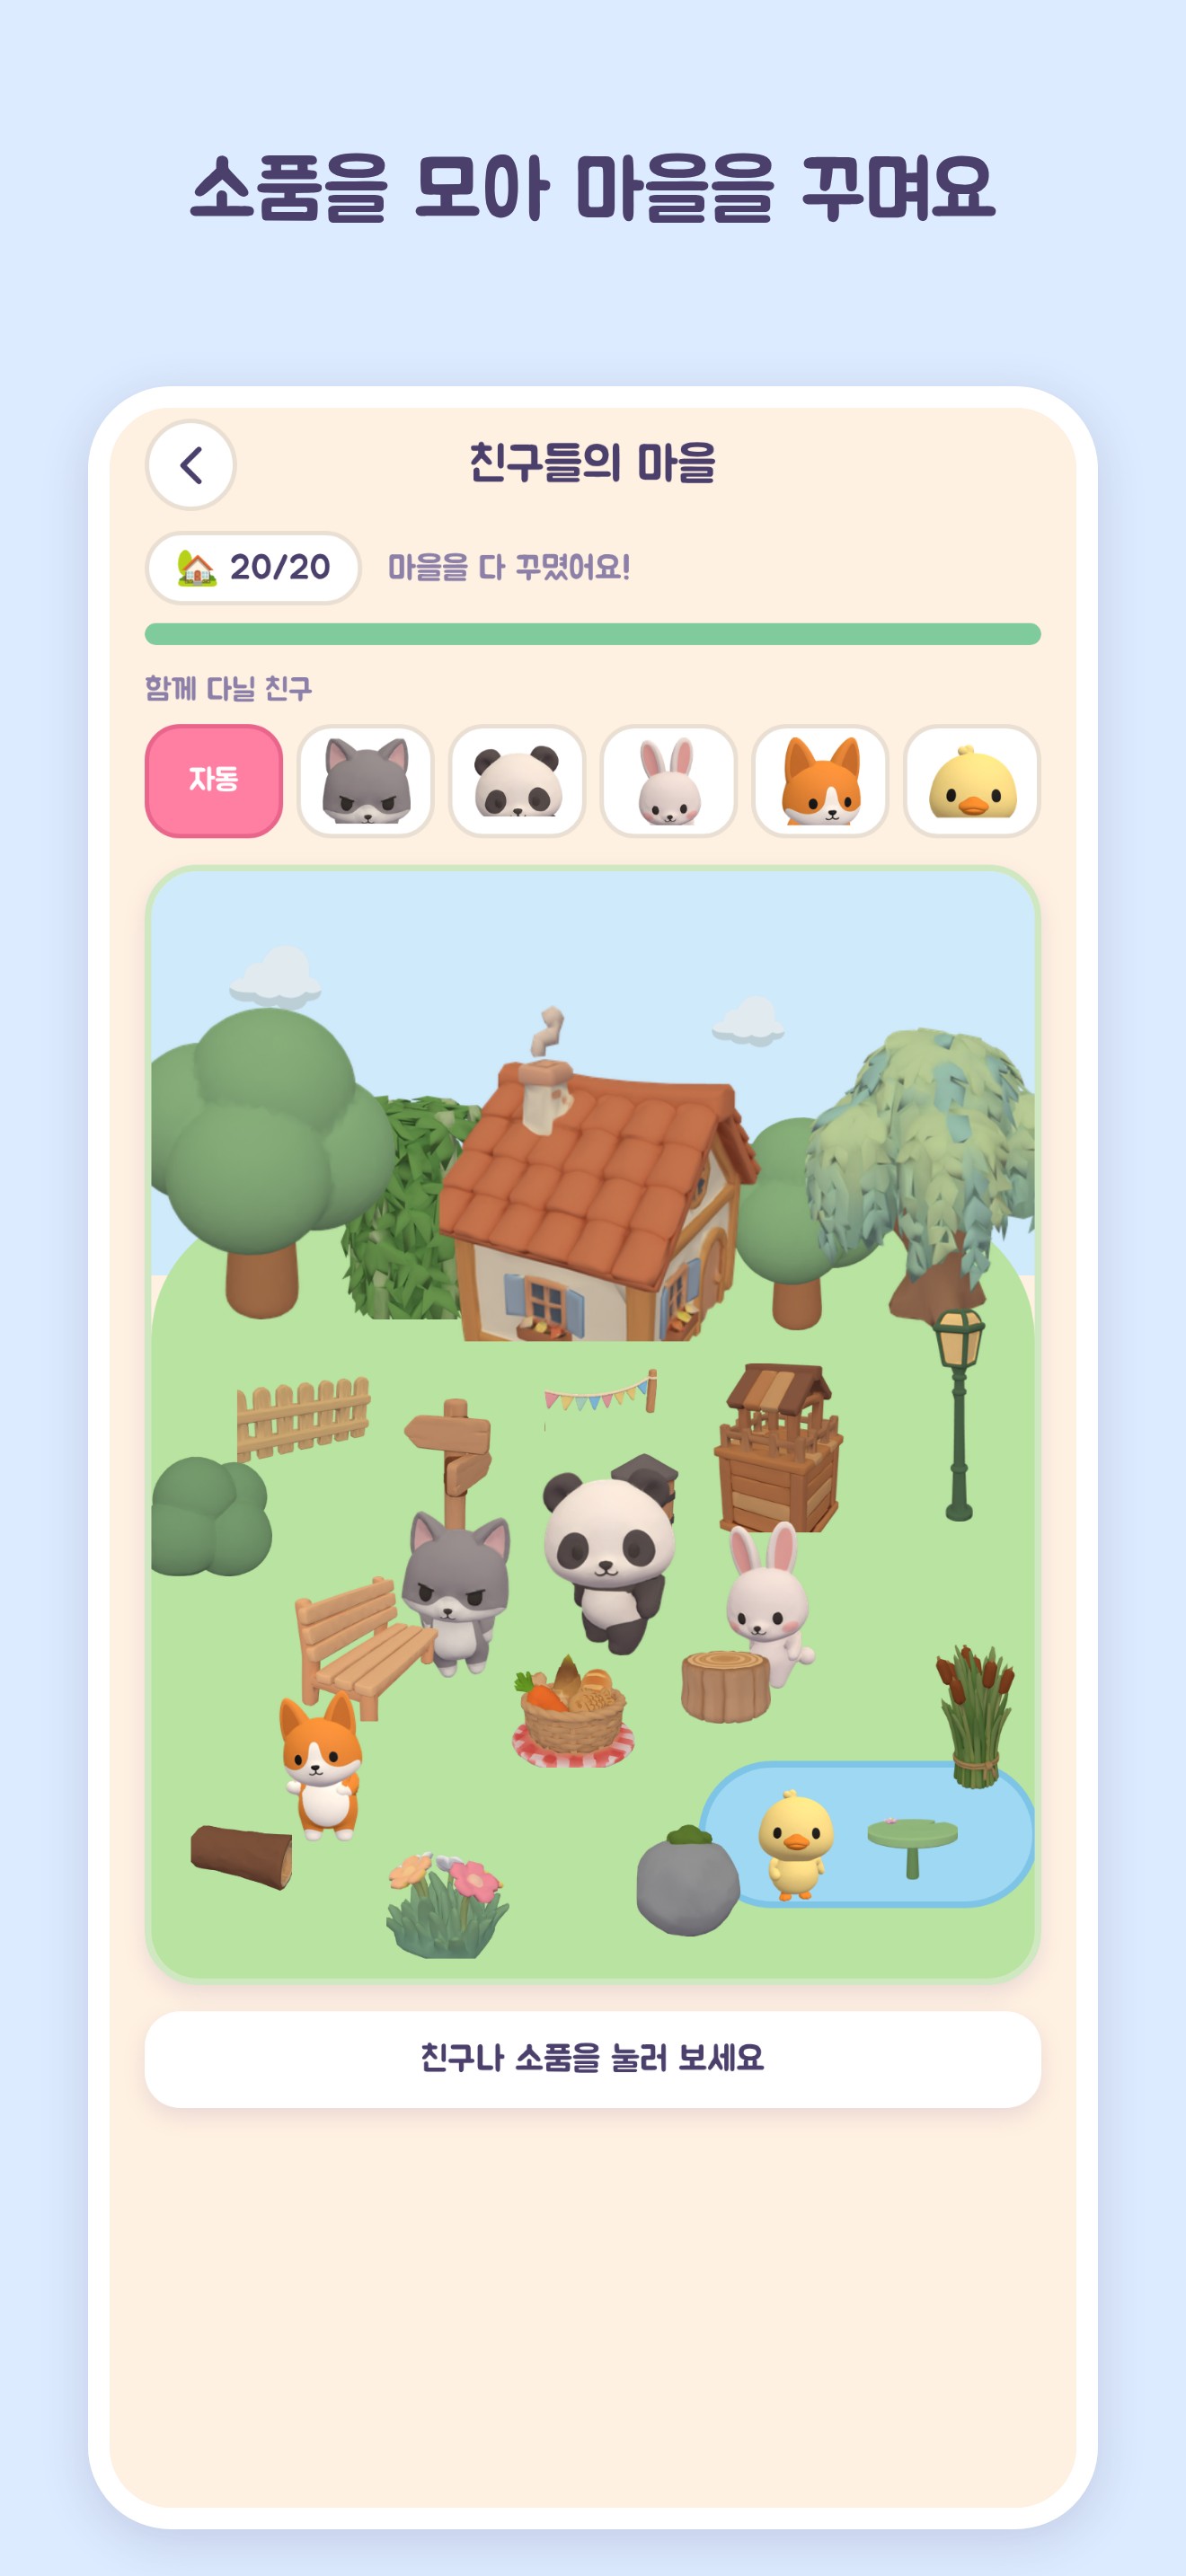 소품을 모아 마을을 꾸며요
친구들의 마을
20/20 마을을 다 꾸몄어요!
함께 다닐 친구
자동
친구나 소품을 눌러 보세요